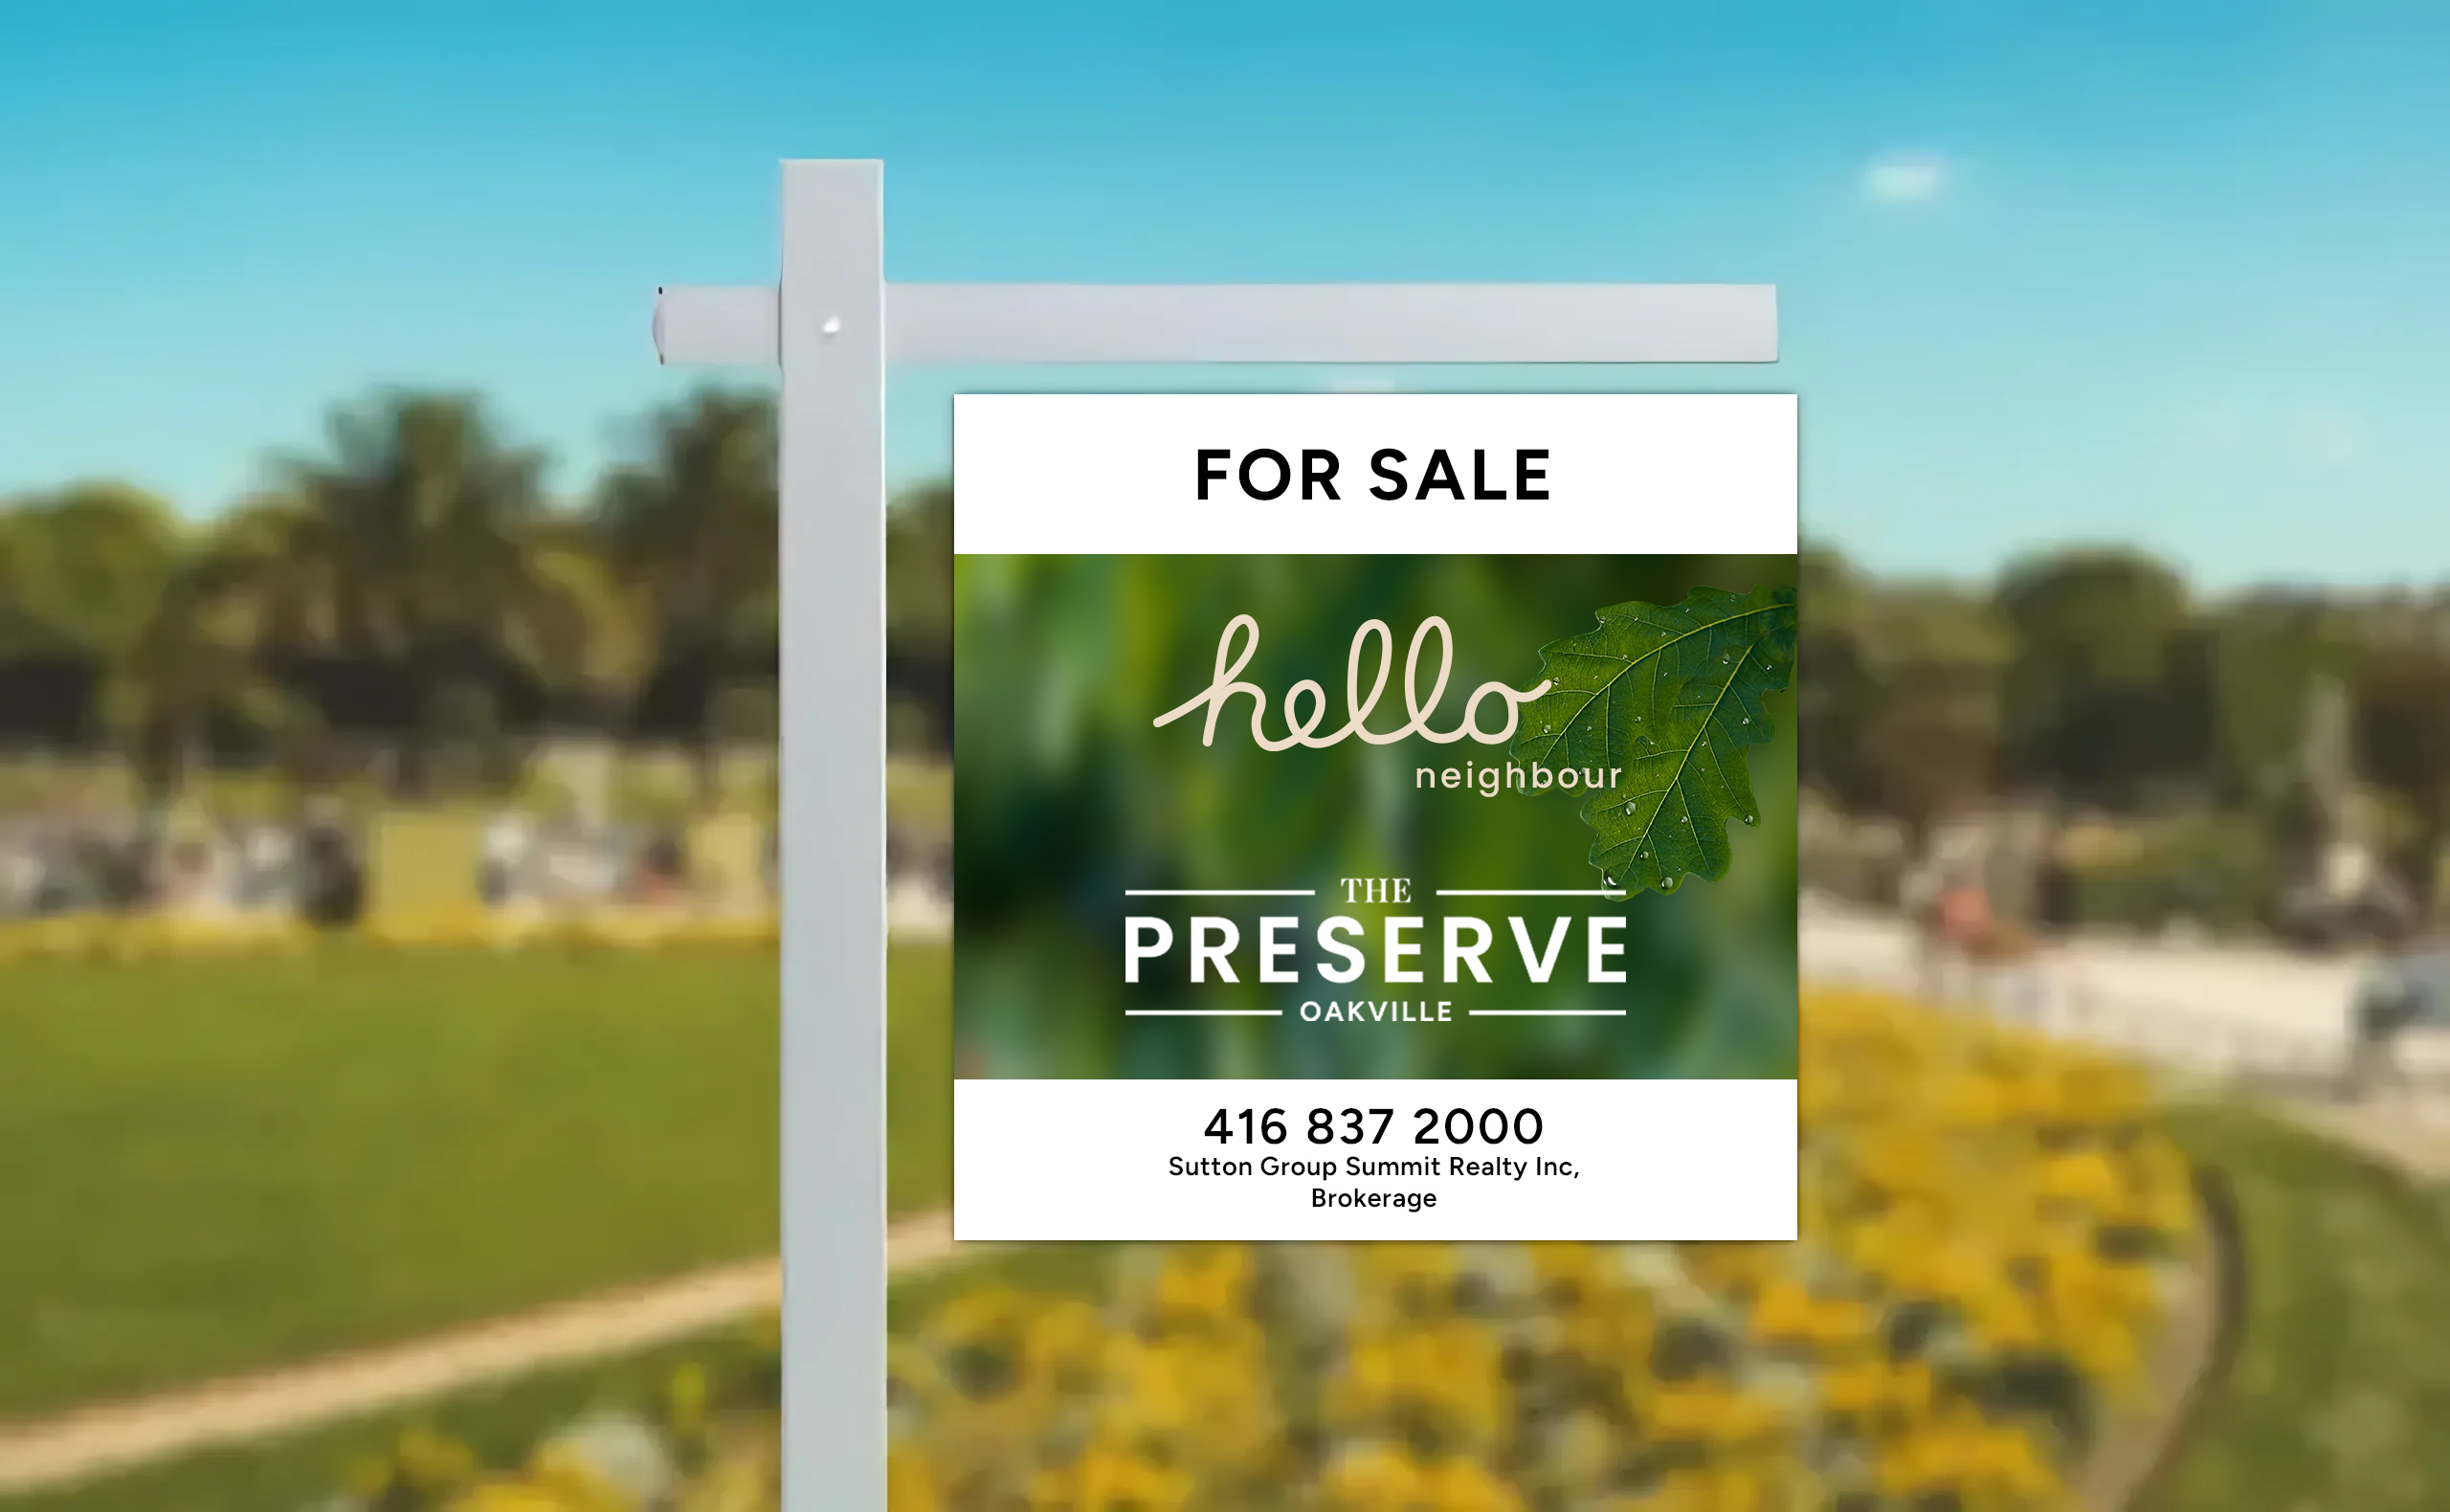 FOR SALE
hello
neighbour
THE
PRESERVE
OAKVILLE
416 837 2000
Sutton Group Summit Realty Inc,
Brokerage